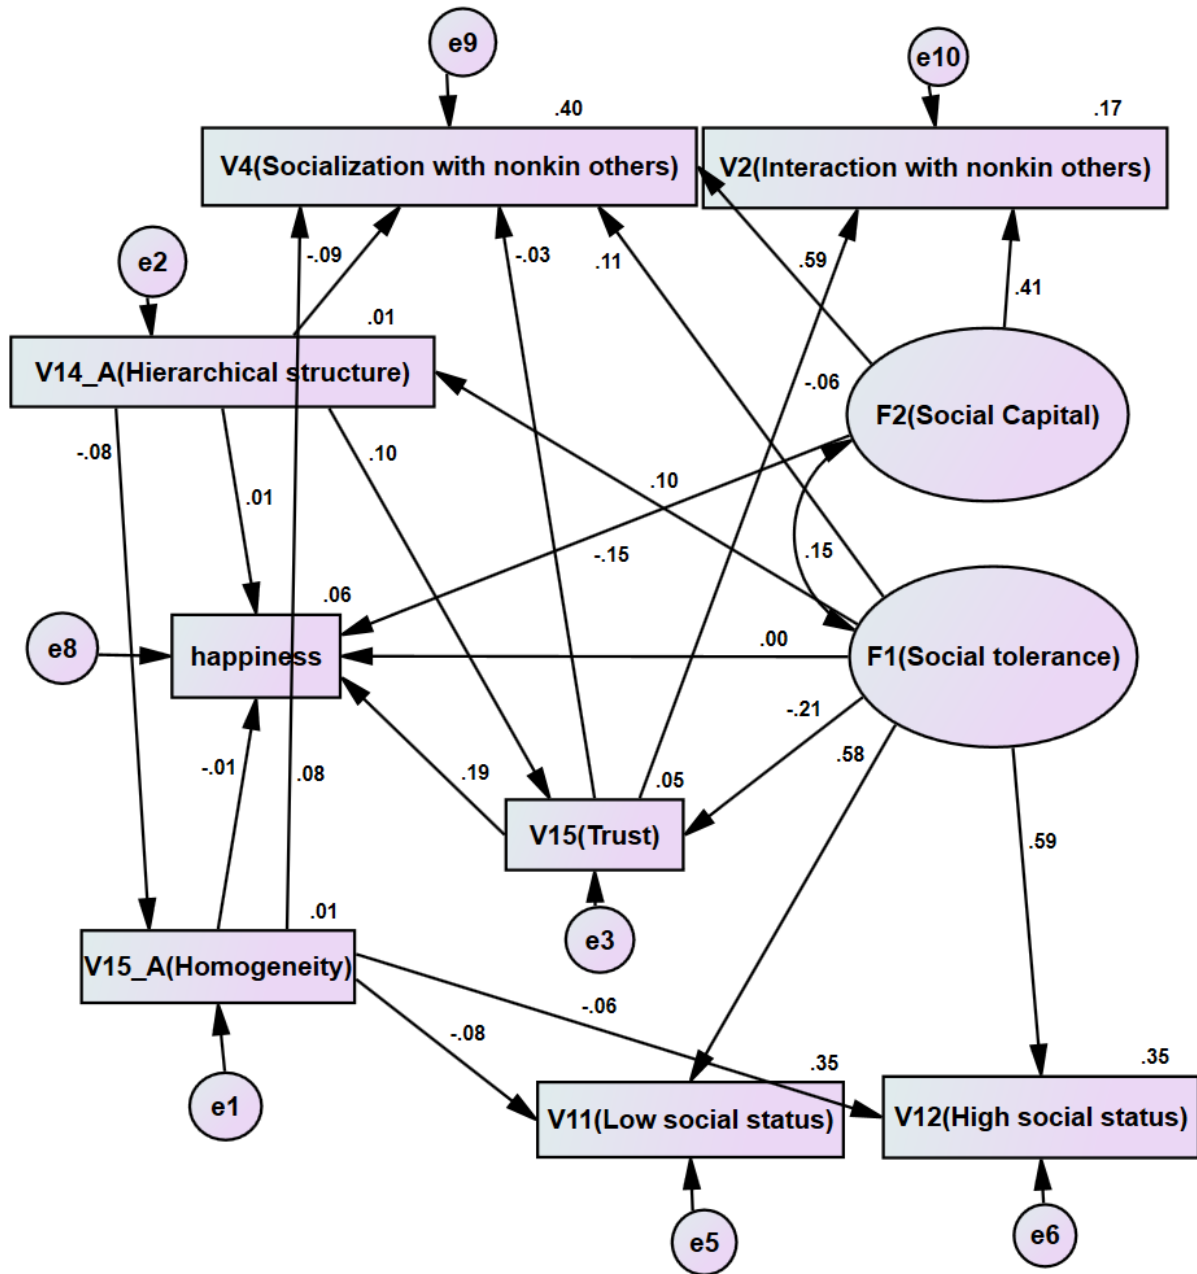 e9
e10
.40
.17
V4(Socialization with nonkin others)
V2(Interaction with nonkin others)
e2
-.09
-.03
.11
.59
.41
.01
V14_A(Hierarchical structure)
-.06
F2(Social Capital)
-.08
.10
.01
.10
-.15
.15
.06
e8
happiness
.00
F1(Social tolerance)
-.21
-.01
.08
.19
.05
.58
V15(Trust)
.59
.01
e3
V15_A(Homogeneity)
-.06
-.08
.35
.35
e1
V11(Low social status)
V12(High social status)
e5
e6